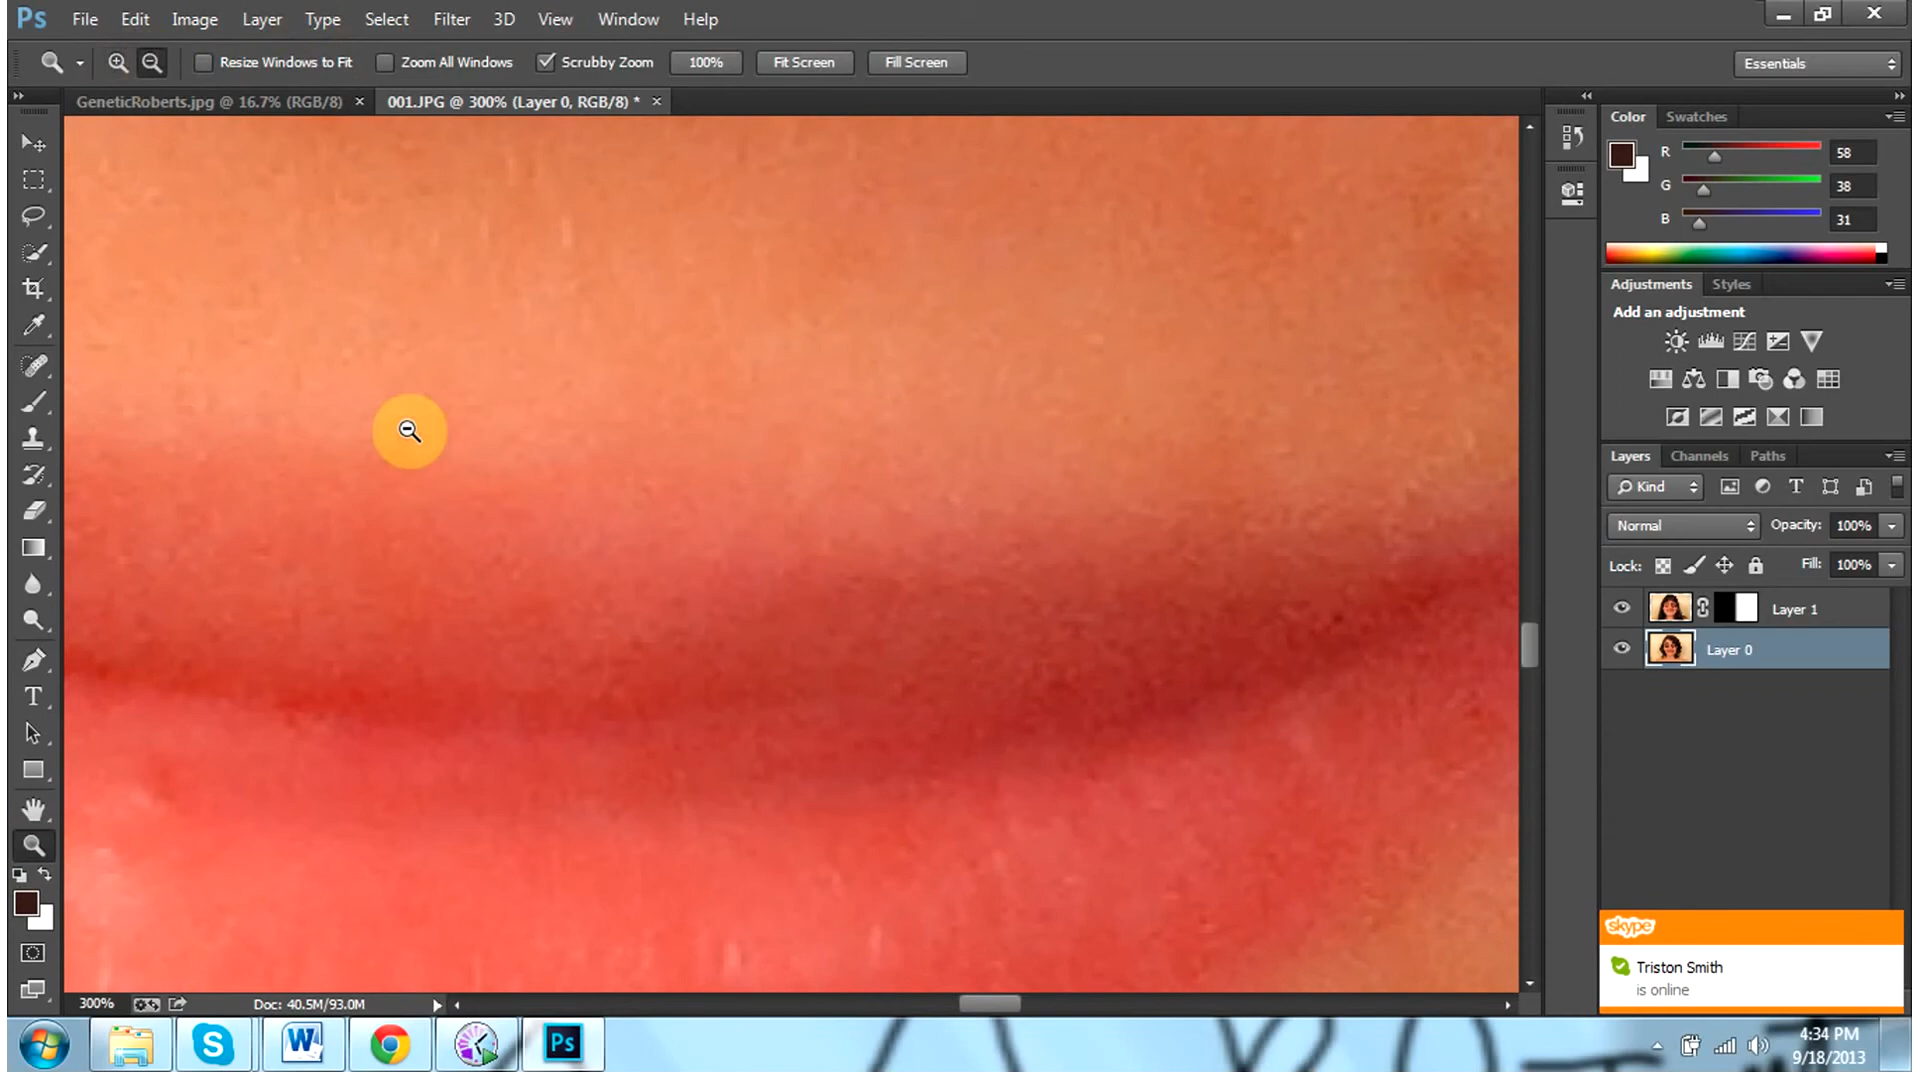 Ps File Edit Image Layer Type Select Filter 3D View Window Help
Resize Windows to Fit Zoom All Windows Scrubby Zoom 100% Fit Screen Fill Screen Essentials
GeneticRoberts.jpg @ 16.7% (RGB/8) × 001.JPG @ 300% (Layer 0, RGB/8) * ×
Color Swatches
R 58
G 38
B 31
Adjustments Styles
Add an adjustment
Layers Channels Paths
Kind
Normal Opacity: 100%
Lock: Fill: 100%
Layer 1
Layer 0
skype
Triston Smith
is online
300% Doc: 40.5M/93.0M
4:34 PM
9/18/2013